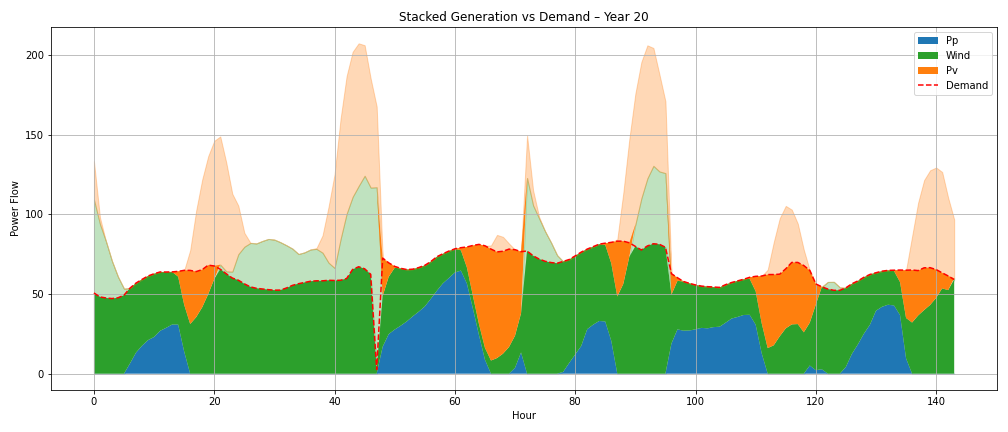 Stacked Generation vs Demand – Year 20
Pp
Wind
Pv
Demand
Power Flow
200
150
100
50
0
0 20 40 60 80 100 120 140
Hour